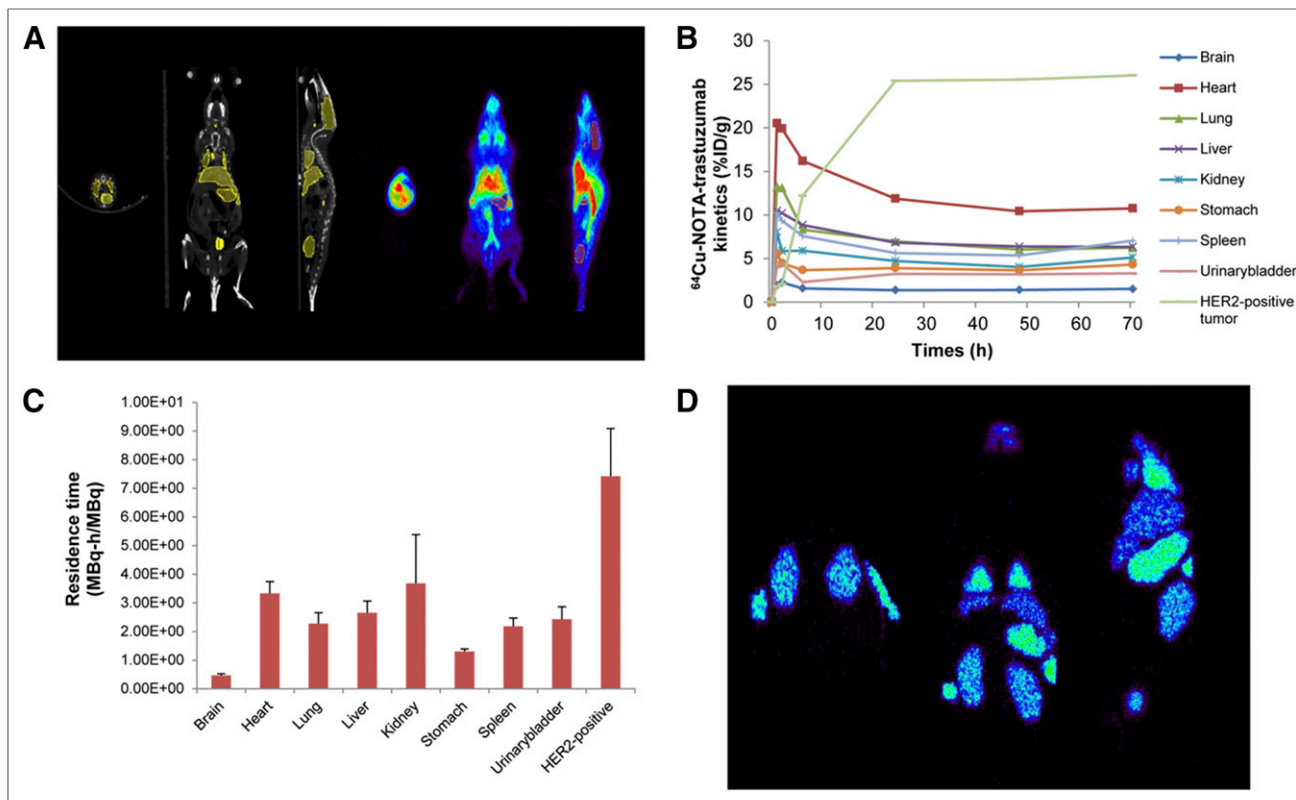 A
B
30
25
20
15
10
5
0
⁶⁴Cu-NOTA-trastuzumab
kinetics (%ID/g)
0 10 20 30 40 50 60 70
Times (h)
Brain
Heart
Lung
Liver
Kidney
Stomach
Spleen
Urinarybladder
HER2-positive
tumor
C
1.00E+01
9.00E+00
8.00E+00
7.00E+00
6.00E+00
5.00E+00
4.00E+00
3.00E+00
2.00E+00
1.00E+00
0.00E+00
Residence time
(MBq-h/MBq)
Brain
Heart
Lung
Liver
Kidney
Stomach
Spleen
Urinarybladder
HER2-positive
D